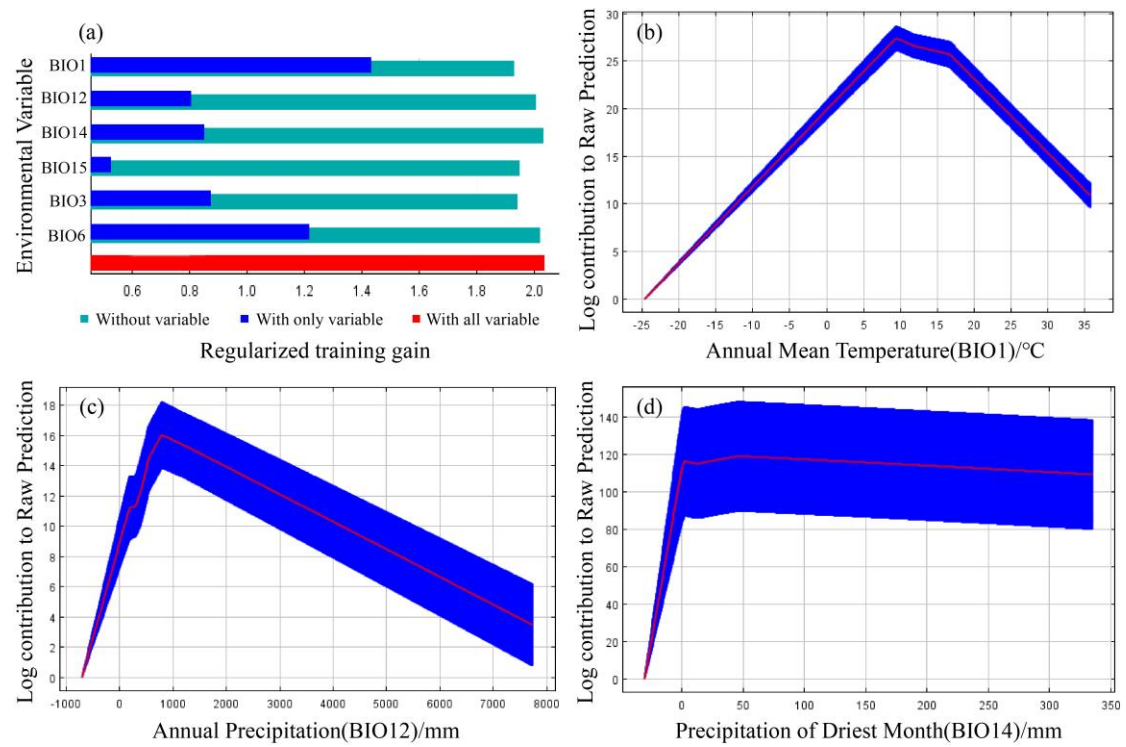 (a)
Environmental Variable
BIO1
BIO12
BIO14
BIO15
BIO3
BIO6
0.6 0.8 1.0 1.2 1.4 1.6 1.8 2.0
Without variable With only variable With all variable
Regularized training gain
(b)
Log contribution to Raw Prediction
30
25
20
15
10
5
0
-25 -20 -15 -10 -5 0 5 10 15 20 25 30 35
Annual Mean Temperature(BIO1)/°C
(c)
Log contribution to Raw Prediction
18
16
14
12
10
8
6
4
2
0
-1000 0 1000 2000 3000 4000 5000 6000 7000 8000
Annual Precipitation(BIO12)/mm
(d)
Log contribution to Raw Prediction
140
120
100
80
60
40
20
0
0 50 100 150 200 250 300 350
Precipitation of Driest Month(BIO14)/mm